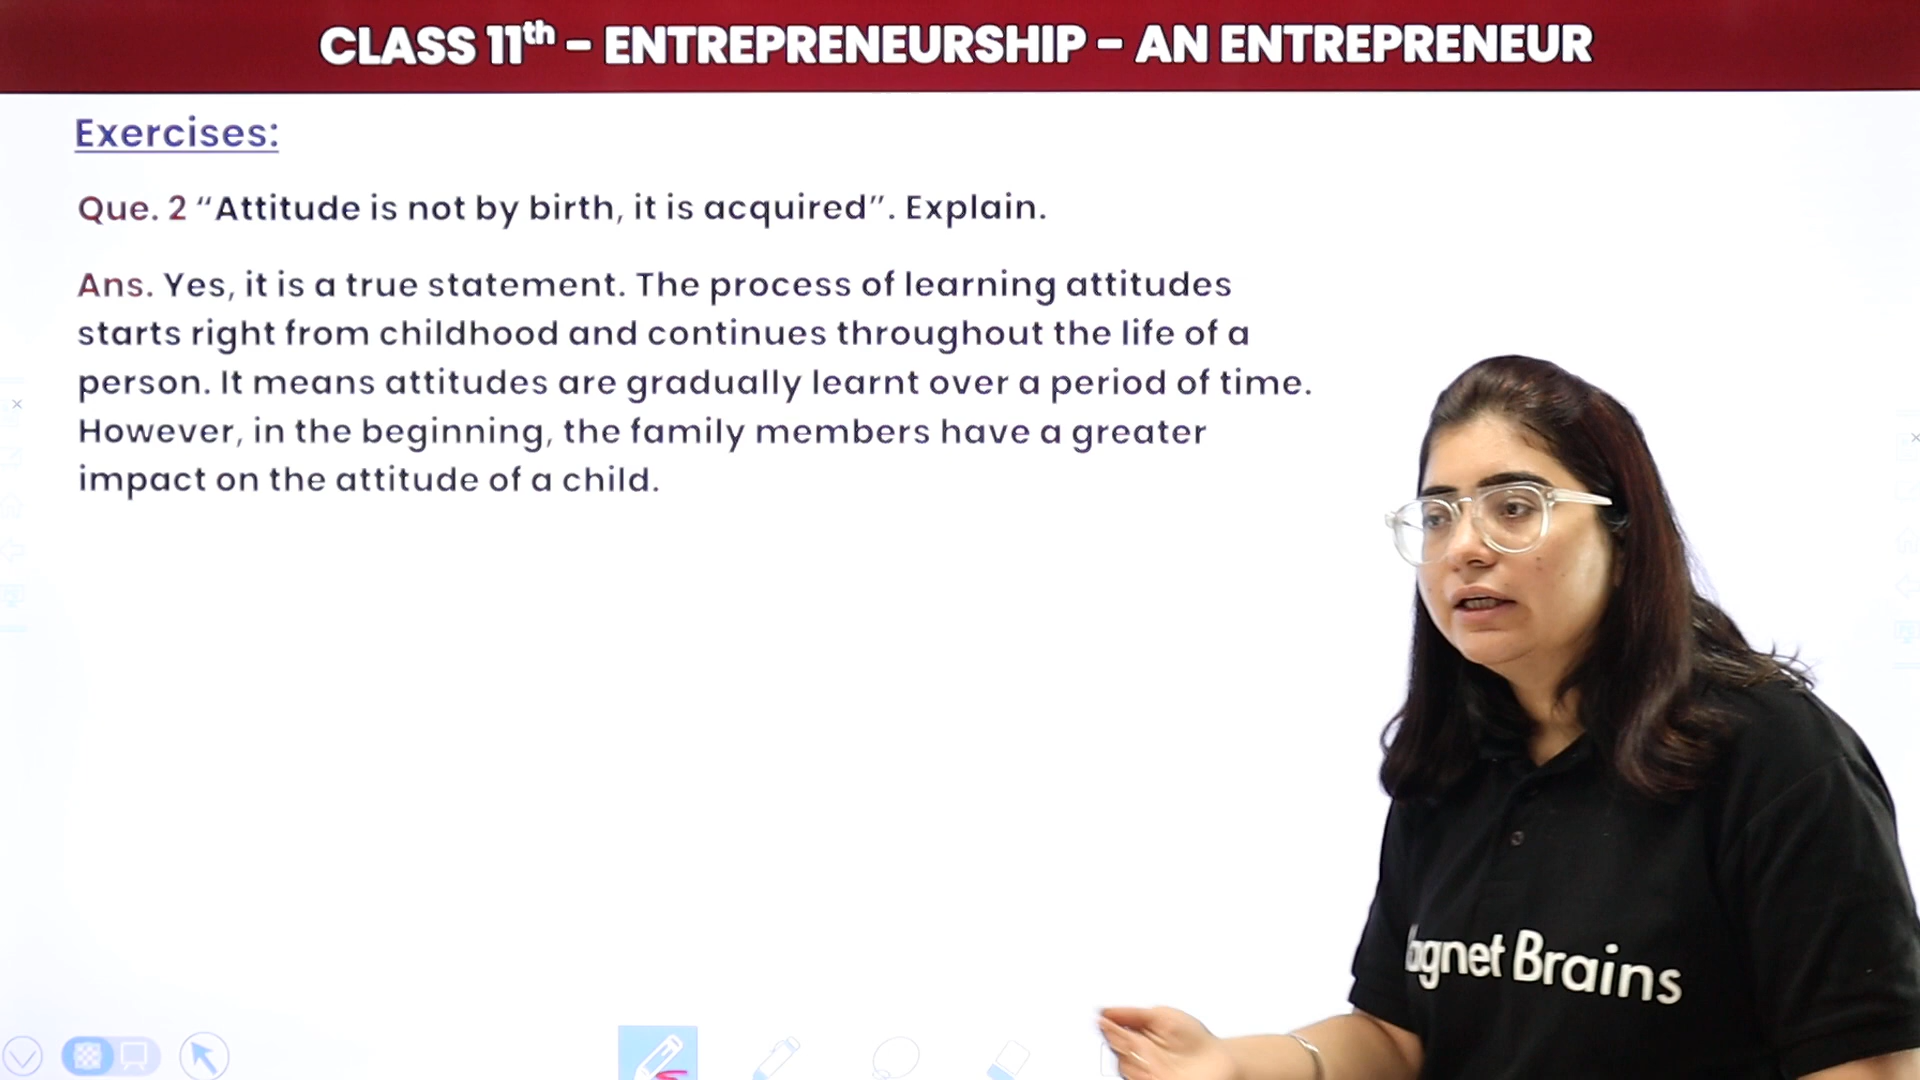 CLASS 11th – ENTREPRENEURSHIP – AN ENTREPRENEUR
Exercises:
Que. 2 “Attitude is not by birth, it is acquired”. Explain.
Ans. Yes, it is a true statement. The process of learning attitudes
starts right from childhood and continues throughout the life of a
person. It means attitudes are gradually learnt over a period of time.
However, in the beginning, the family members have a greater
impact on the attitude of a child.
agnet Brains